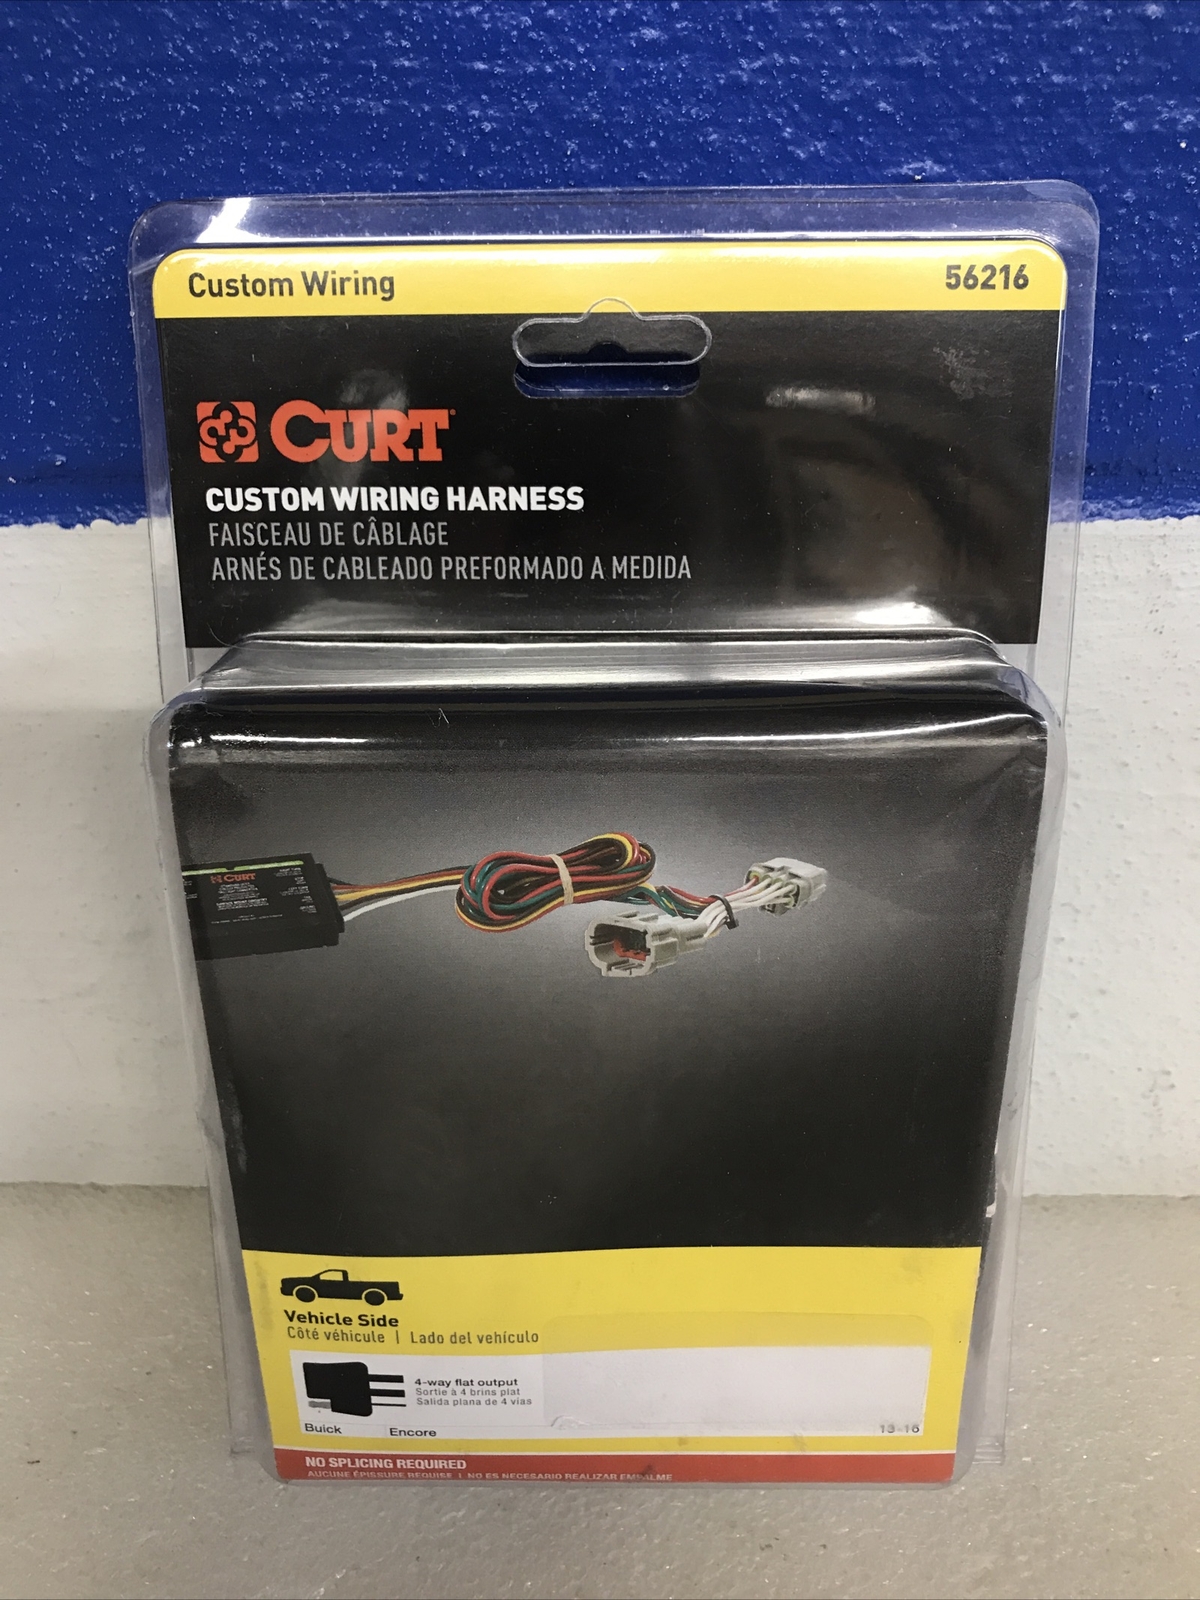 Custom Wiring
56216
CURT
CUSTOM WIRING HARNESS
FAISCEAU DE CÂBLAGE
ARNÉS DE CABLEADO PREFORMADO A MEDIDA
CURT
Vehicle Side
Côté véhicule | Lado del vehículo
4-way flat output
Sortie à 4 brins plat
Salida plana de 4 vías
Buick Encore 13-16
NO SPLICING REQUIRED
AUCUNE ÉPISSURE REQUISE | NO ES NECESARIO REALIZAR EMPALME